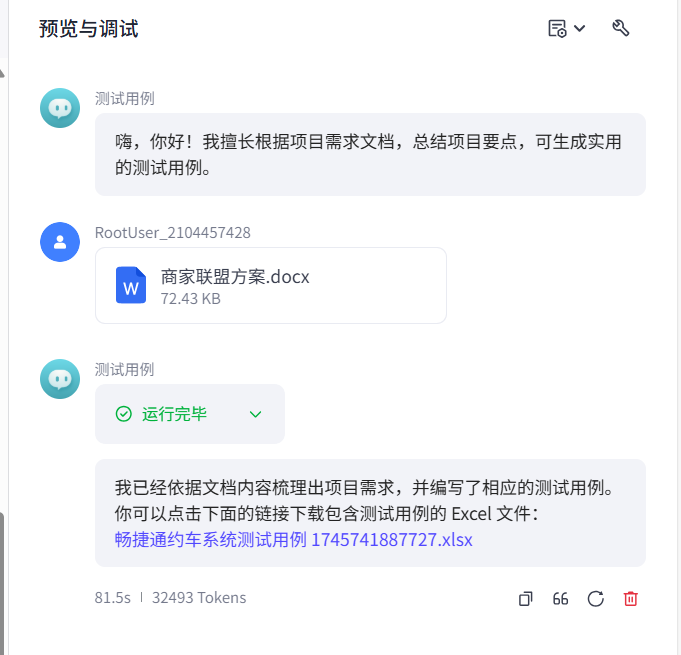 预览与调试
测试用例
嗨，你好！我擅长根据项目需求文档，总结项目要点，可生成实用
的测试用例。
RootUser_2104457428
W
商家联盟方案.docx
72.43 KB
测试用例
运行完毕
我已经依据文档内容梳理出项目需求，并编写了相应的测试用例。
你可以点击下面的链接下载包含测试用例的 Excel 文件：
畅捷通约车系统测试用例 1745741887727.xlsx
81.5s | 32493 Tokens